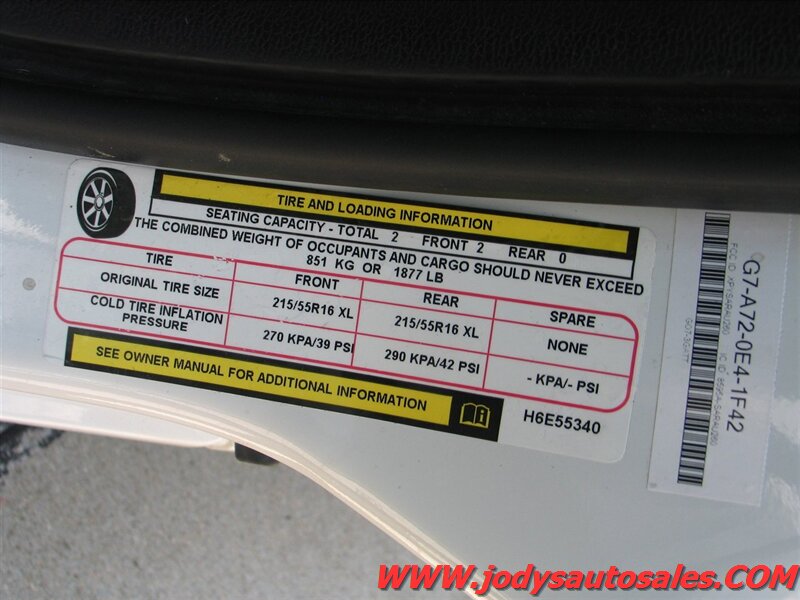 TIRE AND LOADING INFORMATION
SEATING CAPACITY - TOTAL 2 FRONT 2 REAR 0
THE COMBINED WEIGHT OF OCCUPANTS AND CARGO SHOULD NEVER EXCEED
851 KG OR 1877 LB
TIRE FRONT REAR SPARE
ORIGINAL TIRE SIZE 215/55R16 XL 215/55R16 XL NONE
COLD TIRE INFLATION PRESSURE 270 KPA/39 PSI 290 KPA/42 PSI - KPA/- PSI
SEE OWNER MANUAL FOR ADDITIONAL INFORMATION
H6E55340
G7-A72-0E4-1F42
WWW.jodysautosales.COM